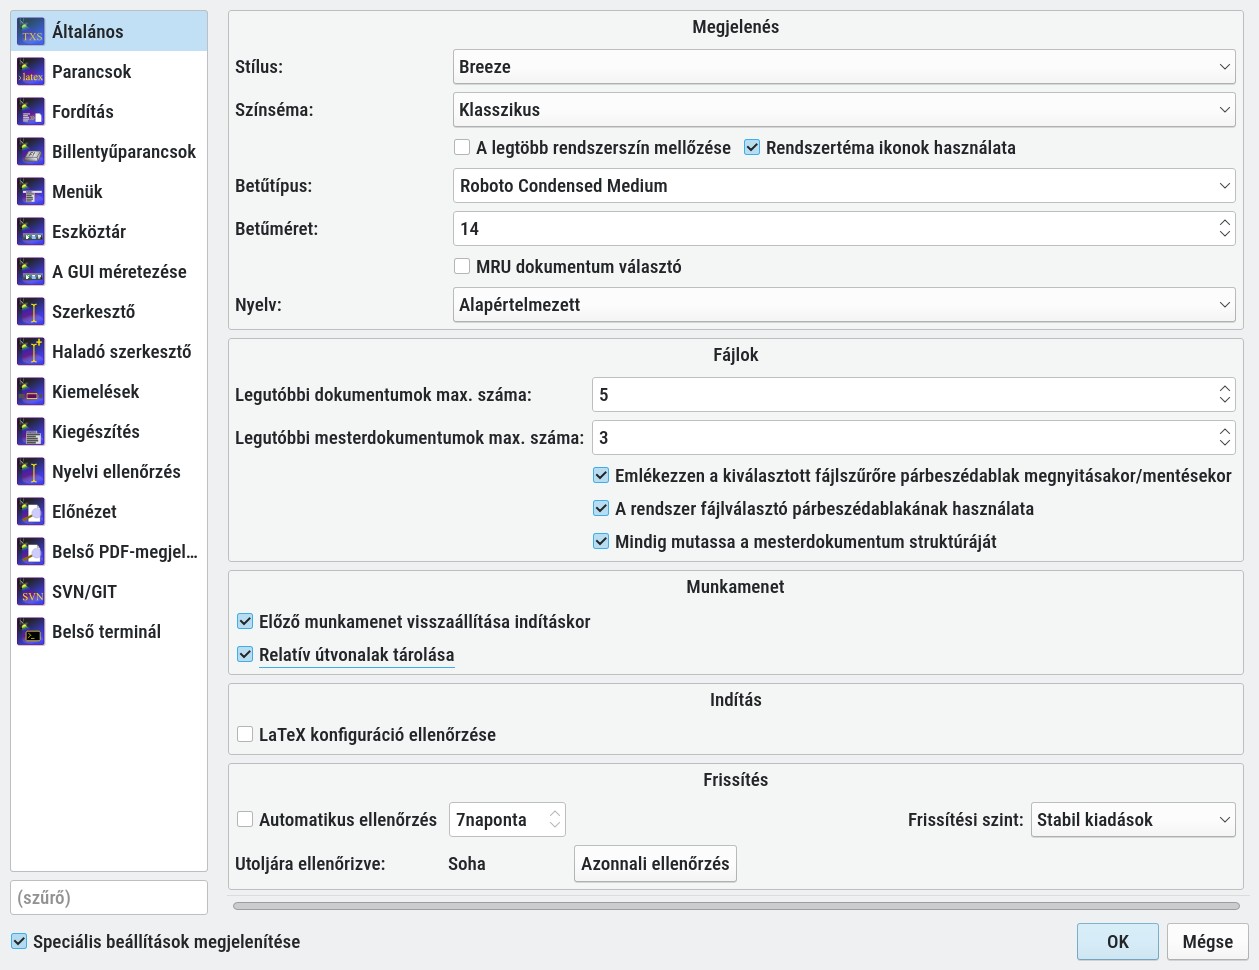 Általános
Parancsok
Fordítás
Billentyűparancsok
Menük
Eszköztár
A GUI méretezése
Szerkesztő
Haladó szerkesztő
Kiemelések
Kiegészítés
Nyelvi ellenőrzés
Előnézet
Belső PDF-megjel...
SVN/GIT
Belső terminál
(szűrő)
Megjelenés
Stílus: Breeze
Színséma: Klasszikus
A legtöbb rendszerszín mellőzése Rendszertéma ikonok használata
Betűtípus: Roboto Condensed Medium
Betűméret: 14
MRU dokumentum választó
Nyelv: Alapértelmezett
Fájlok
Legutóbbi dokumentumok max. száma: 5
Legutóbbi mesterdokumentumok max. száma: 3
Emlékezzen a kiválasztott fájlszűrőre párbeszédablak megnyitásakor/mentésekor
A rendszer fájlválasztó párbeszédablakának használata
Mindig mutassa a mesterdokumentum struktúráját
Munkamenet
Előző munkamenet visszaállítása indításkor
Relatív útvonalak tárolása
Indítás
LaTeX konfiguráció ellenőrzése
Frissítés
Automatikus ellenőrzés 7naponta Frissítési szint: Stabil kiadások
Utoljára ellenőrizve: Soha Azonnali ellenőrzés
Speciális beállítások megjelenítése OK Mégse